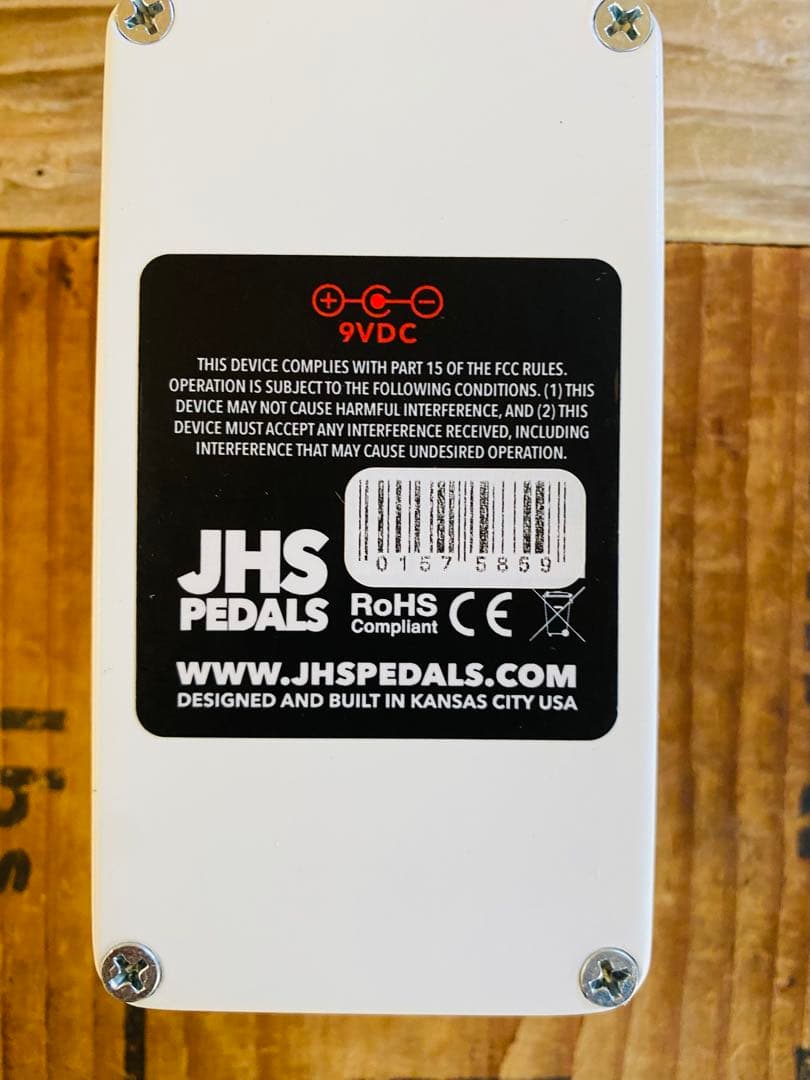 9VDC
THIS DEVICE COMPLIES WITH PART 15 OF THE FCC RULES.
OPERATION IS SUBJECT TO THE FOLLOWING CONDITIONS. (1) THIS
DEVICE MAY NOT CAUSE HARMFUL INTERFERENCE, AND (2) THIS
DEVICE MUST ACCEPT ANY INTERFERENCE RECEIVED, INCLUDING
INTERFERENCE THAT MAY CAUSE UNDESIRED OPERATION.
01575869
JHS
PEDALS
RoHS
Compliant
CE
WWW.JHSPEDALS.COM
DESIGNED AND BUILT IN KANSAS CITY USA